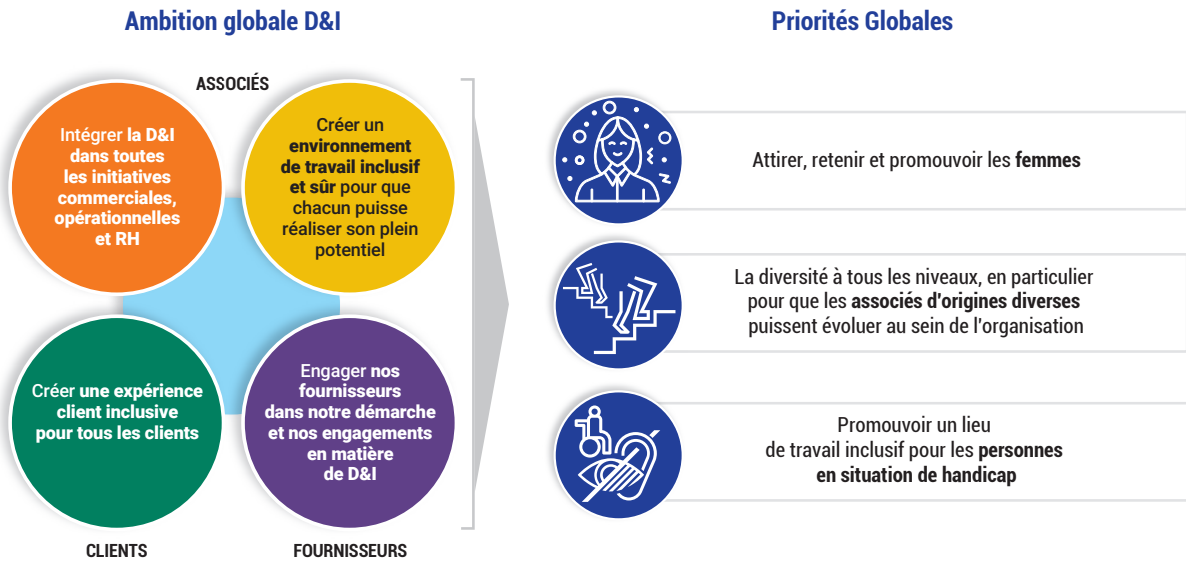 Ambition globale D&I
ASSOCIÉS
Intégrer la D&I
dans toutes
les initiatives
commerciales,
opérationnelles
et RH
Créer un
environnement
de travail inclusif
et sûr pour que
chacun puisse
réaliser son plein
potentiel
Créer une expérience
client inclusive
pour tous les clients
Engager nos
fournisseurs
dans notre démarche
et nos engagements
en matière
de D&I
CLIENTS
FOURNISSEURS
Priorités Globales
Attirer, retenir et promouvoir les femmes
La diversité à tous les niveaux, en particulier
pour que les associés d'origines diverses
puissent évoluer au sein de l'organisation
Promouvoir un lieu
de travail inclusif pour les personnes
en situation de handicap